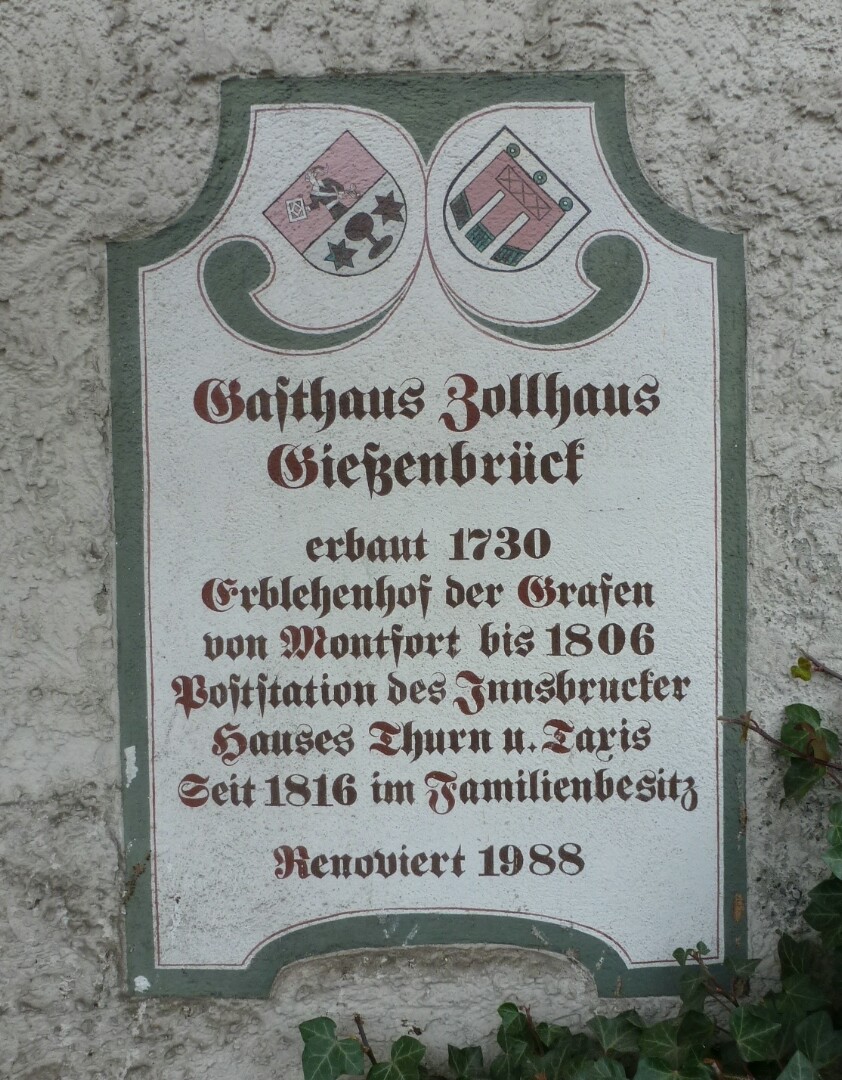 Gasthaus Zollhaus
Gießenbrück
erbaut 1730
Erblehenhof der Grafen
von Montfort bis 1806
Poststation des Innsbrucker
Hauses Thurn u. Taxis
Seit 1816 im Familienbesitz
Renoviert 1988